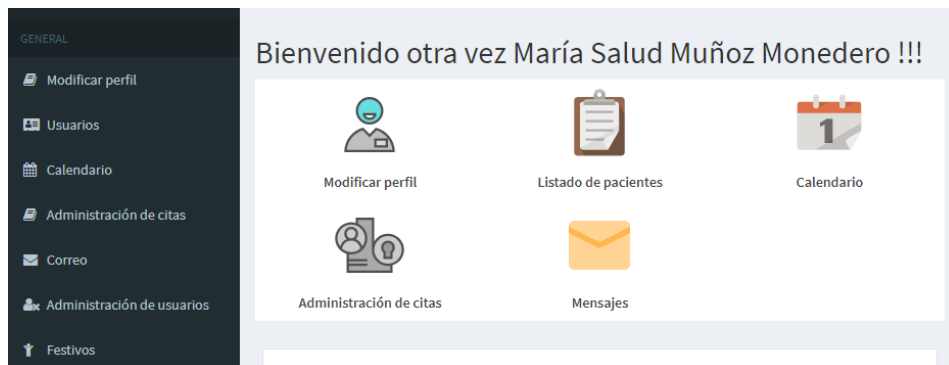 GENERAL
Modificar perfil
Usuarios
Calendario
Administración de citas
Correo
Administración de usuarios
Festivos
Bienvenido otra vez María Salud Muñoz Monedero !!!
1
Modificar perfil
Listado de pacientes
Calendario
Administración de citas
Mensajes